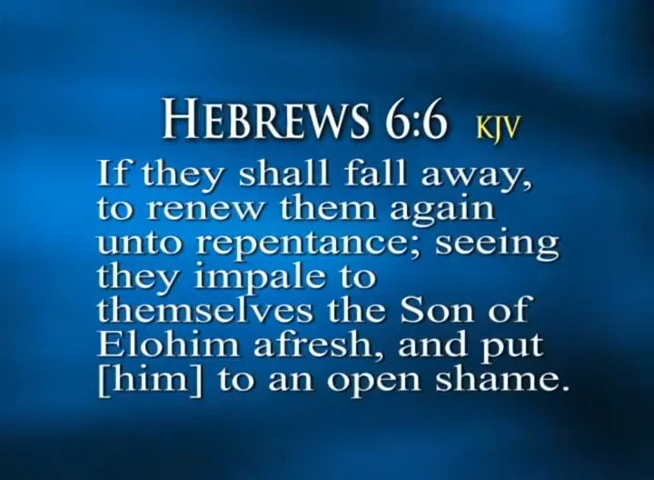 HEBREWS 6:6 KJV
If they shall fall away,
to renew them again
unto repentance; seeing
they impale to
themselves the Son of
Elohim afresh, and put
[him] to an open shame.